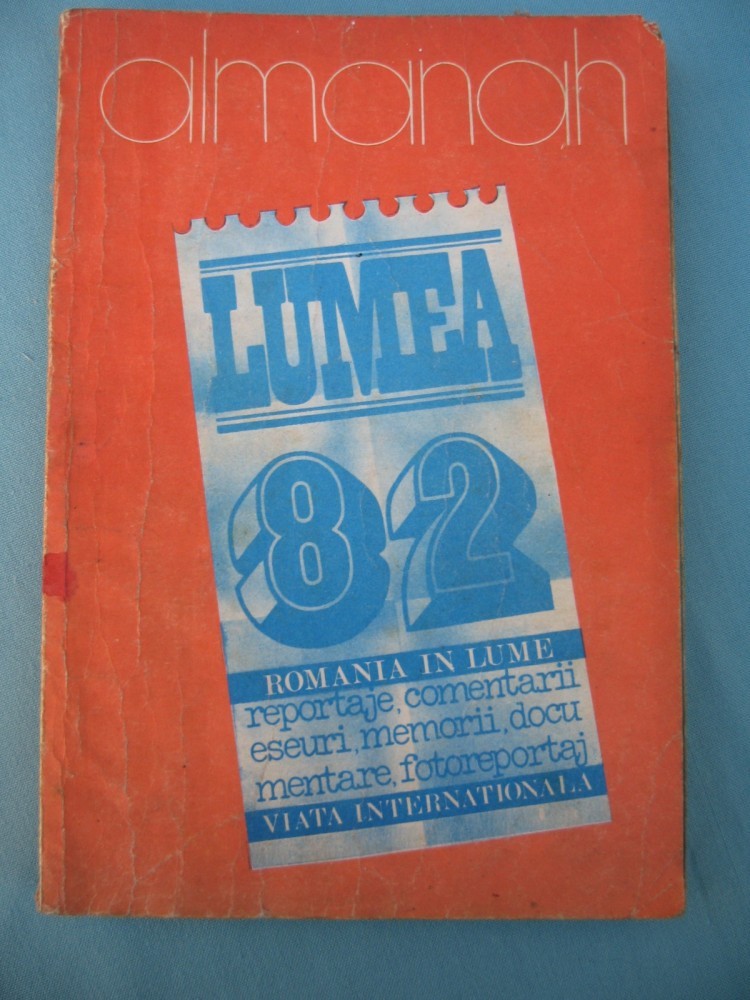 almanah
LUMEA
82
ROMANIA IN LUME
reportaje, comentarii
eseuri, memorii, docu
mentare, fotoreportaj
VIATA INTERNATIONALA